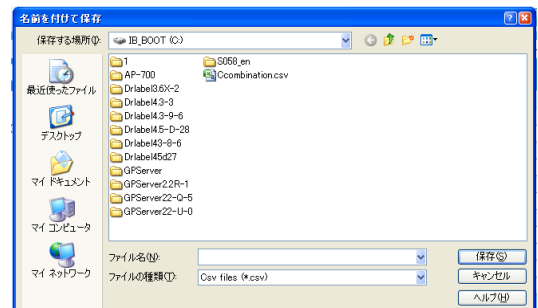 名前を付けて保存
保存する場所(I):
IB_BOOT (C:)
最近使ったファイル
デスクトップ
マイ ドキュメント
マイ コンピュータ
マイ ネットワーク
1
AP-700
Drlabel3.6X-2
Drlabel4.3-3
Drlabel4.3-9-6
Drlabel4.5-D-28
Drlabel43-8-6
Drlabel45d27
GPServer
GPServer2.2R-1
GPServer22-Q-5
GPServer22-U-0
S058_en
Ccombination.csv
ファイル名(N):
保存(S)
ファイルの種類(T):
Csv files (*.csv)
キャンセル
ヘルプ(H)